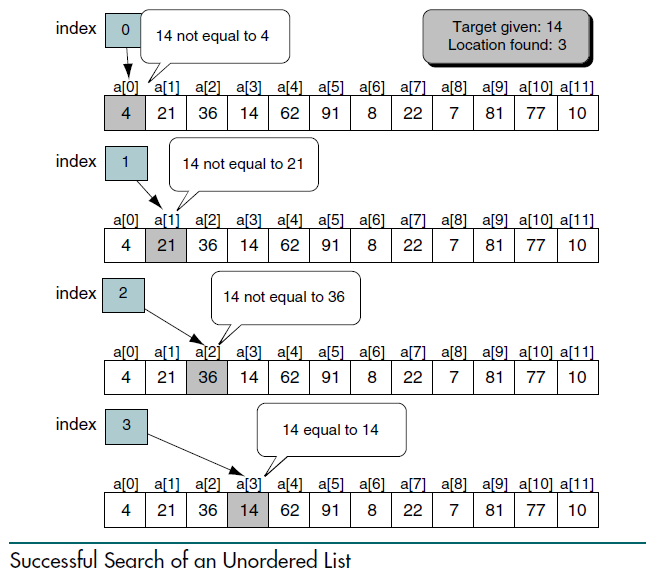 index 0
14 not equal to 4
Target given: 14
Location found: 3
a[0] a[1] a[2] a[3] a[4] a[5] a[6] a[7] a[8] a[9] a[10] a[11]
4 21 36 14 62 91 8 22 7 81 77 10
index 1
14 not equal to 21
a[0] a[1] a[2] a[3] a[4] a[5] a[6] a[7] a[8] a[9] a[10] a[11]
4 21 36 14 62 91 8 22 7 81 77 10
index 2
14 not equal to 36
a[0] a[1] a[2] a[3] a[4] a[5] a[6] a[7] a[8] a[9] a[10] a[11]
4 21 36 14 62 91 8 22 7 81 77 10
index 3
14 equal to 14
a[0] a[1] a[2] a[3] a[4] a[5] a[6] a[7] a[8] a[9] a[10] a[11]
4 21 36 14 62 91 8 22 7 81 77 10
Successful Search of an Unordered List